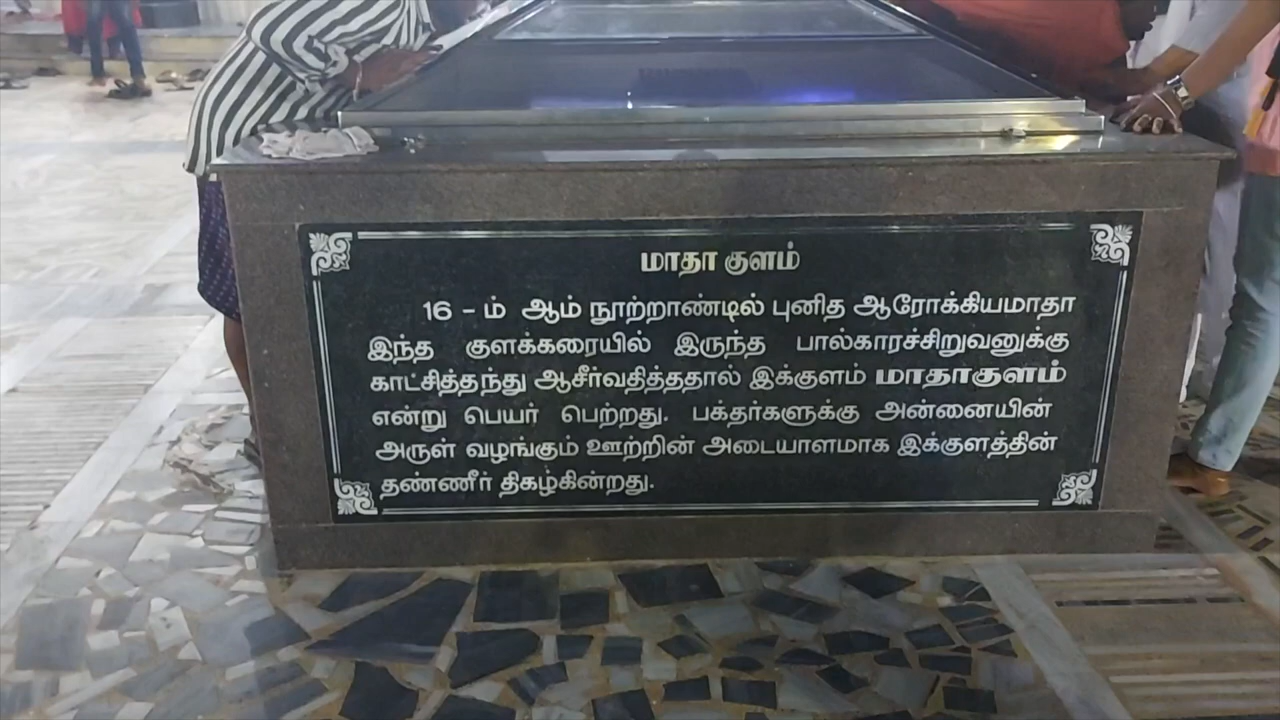 மாதா குளம்
16 - ம் ஆம் நூற்றாண்டில் புனித ஆரோக்கியமாதா
இந்த குளக்கரையில் இருந்த பால்காரச்சிறுவனுக்கு
காட்சித்தந்து ஆசீர்வதித்ததால் இக்குளம் மாதாகுளம்
என்று பெயர் பெற்றது. பக்தர்களுக்கு அன்னையின்
அருள் வழங்கும் ஊற்றின் அடையாளமாக இக்குளத்தின்
தண்ணீர் திகழ்கின்றது.